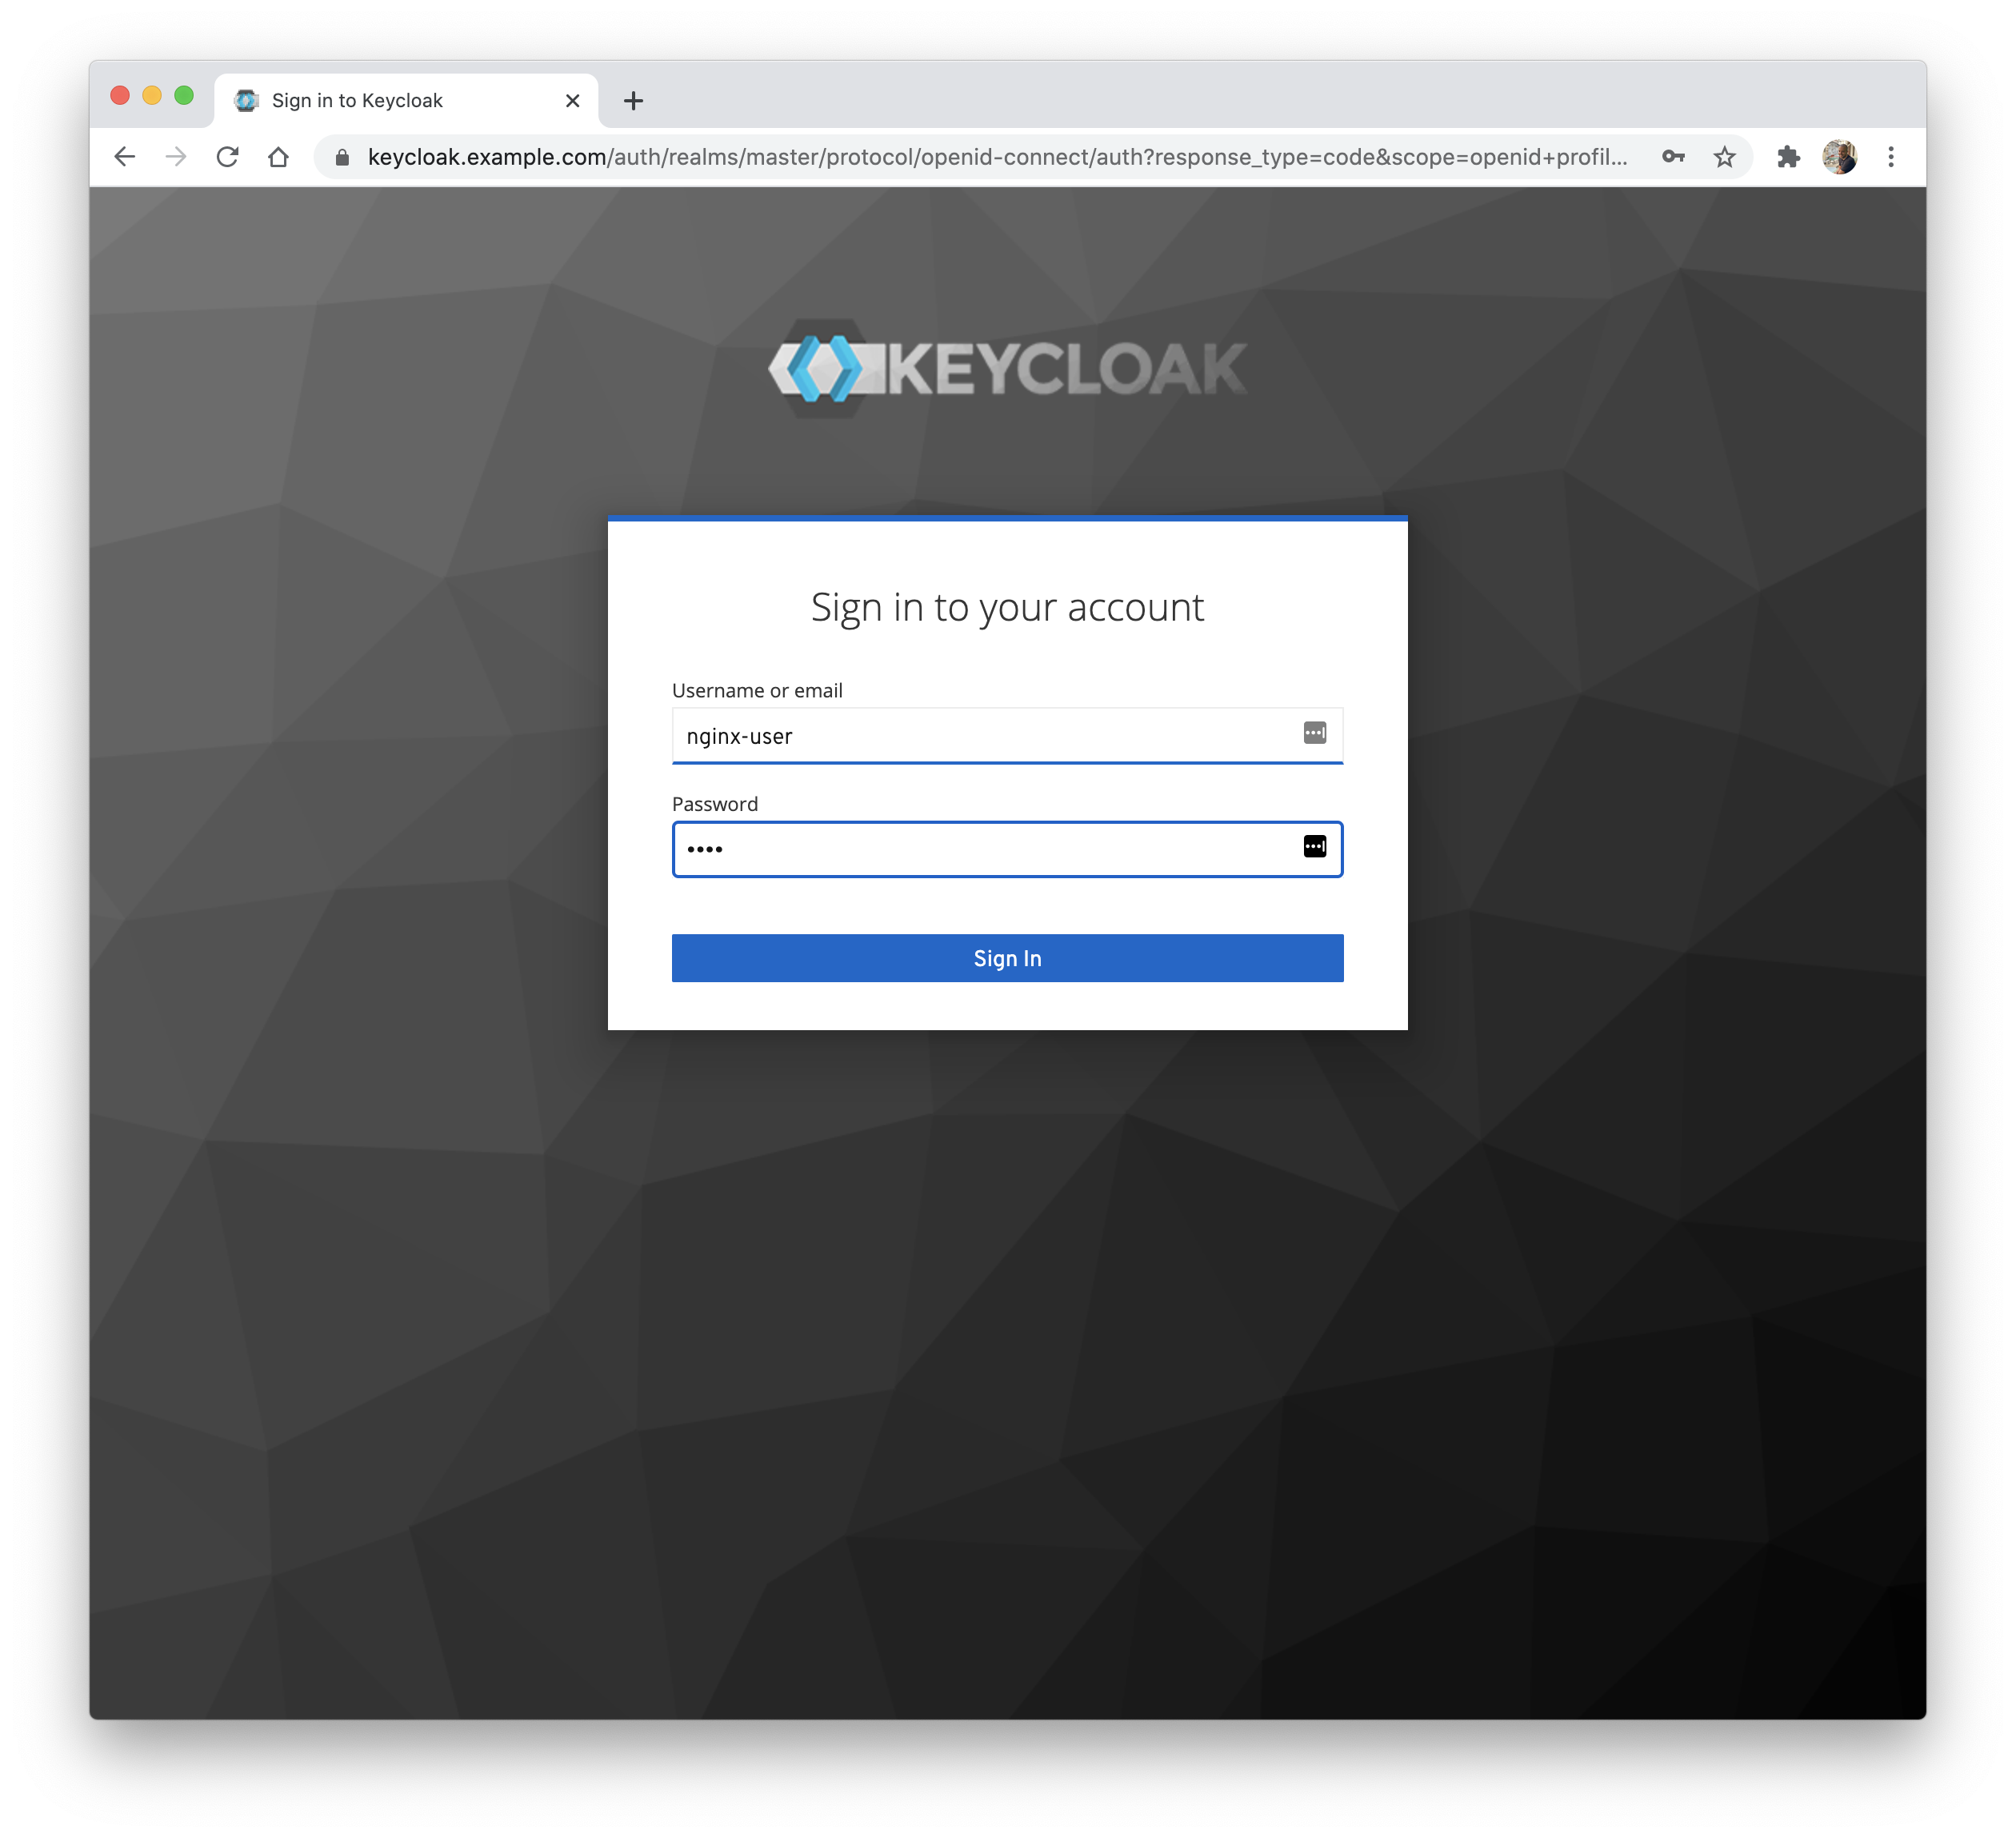 Sign in to Keycloak
keycloak.example.com/auth/realms/master/protocol/openid-connect/auth?response_type=code&scope=openid+profil...
KEYCLOAK
Sign in to your account
Username or email
nginx-user
Password
••••
Sign In